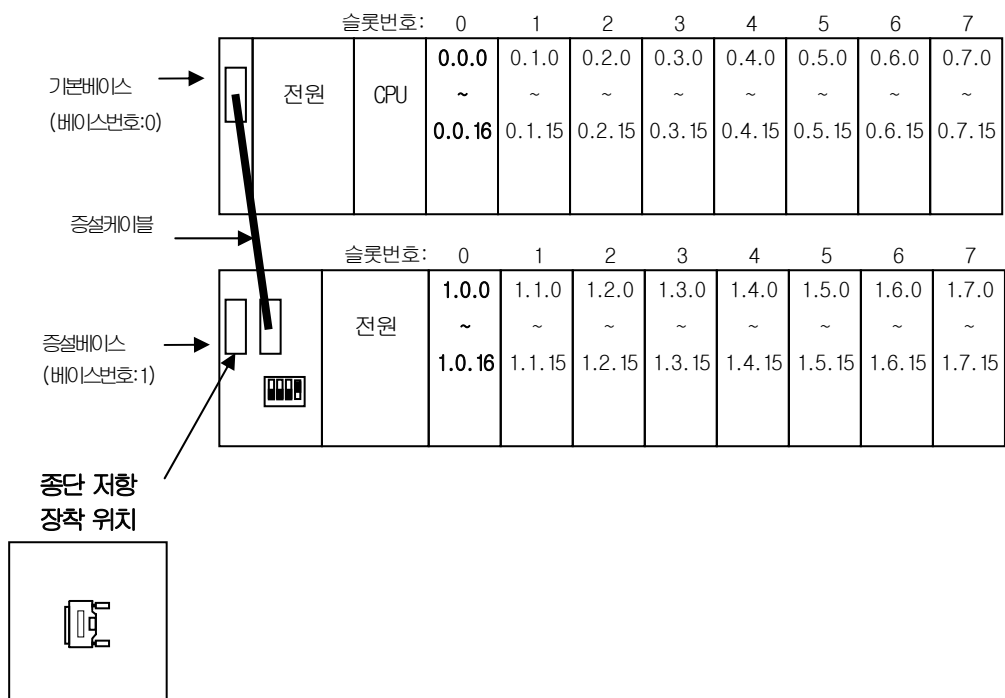 슬롯번호: 0 1 2 3 4 5 6 7
기본베이스
(베이스번호:0)
전원 CPU
0.0.0 0.1.0 0.2.0 0.3.0 0.4.0 0.5.0 0.6.0 0.7.0
~ ~ ~ ~ ~ ~ ~ ~
0.0.16 0.1.15 0.2.15 0.3.15 0.4.15 0.5.15 0.6.15 0.7.15
증설케이블
슬롯번호: 0 1 2 3 4 5 6 7
증설베이스
(베이스번호:1)
전원
1.0.0 1.1.0 1.2.0 1.3.0 1.4.0 1.5.0 1.6.0 1.7.0
~ ~ ~ ~ ~ ~ ~ ~
1.0.16 1.1.15 1.2.15 1.3.15 1.4.15 1.5.15 1.6.15 1.7.15
종단 저항
장착 위치